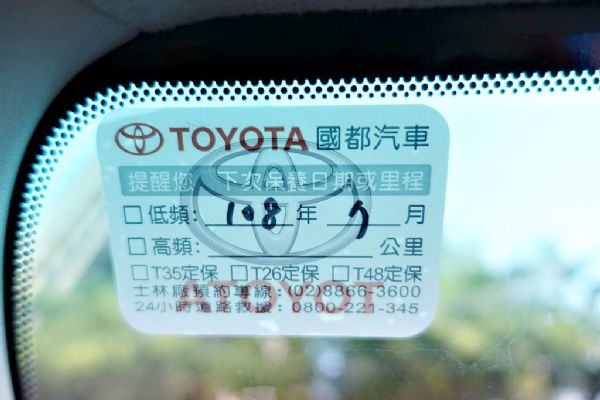 TOYOTA 國都汽車
提醒您 下次保養日期或里程
□低頻: 108 年 月
□高頻: 公里
□T35定保 □T26定保 □T48定保
士林廠預約專線 (02)8866-3600
24小時道路救援: 0800-221-345